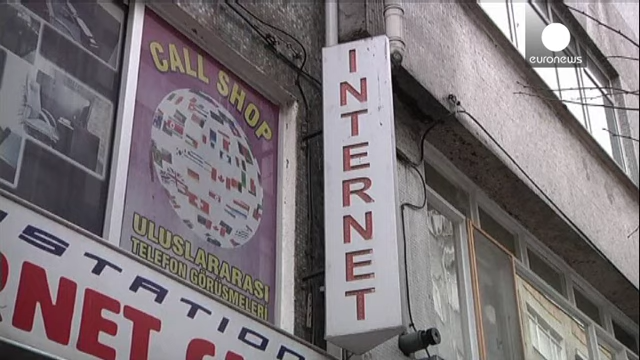 euronews
CALL SHOP
ULUSLARARASI
TELEFON GÖRÜŞMELERİ
INTERNET
STATION
RNET